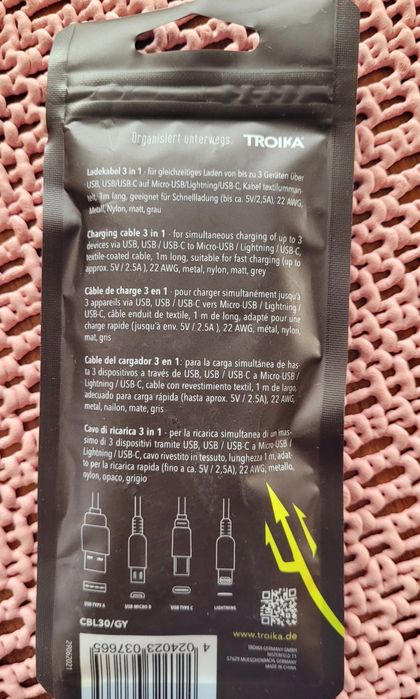 Organisiert unterwegs. TROIKA
Ladekabel 3 in 1 - für gleichzeitiges Laden von bis zu 3 Geräten über
USB, USB/USB-C auf Micro-USB/Lightning/USB-C, Kabel textilumman-
telt, 1m lang, geeignet für Schnellladung (bis ca. 5V/2,5A), 22 AWG,
Metall, Nylon, matt, grau
Charging cable 3 in 1 - for simultaneous charging of up to 3
devices via USB, USB / USB-C to Micro-USB / Lightning / USB-C,
textile-coated cable, 1m long, suitable for fast charging (up to
approx. 5V / 2.5A ), 22 AWG, metal, nylon, matt, grey
Câble de charge 3 en 1 - pour charger simultanément jusqu'à
3 appareils via USB, USB / USB-C vers Micro-USB / Lightning /
USB-C, câble enduit de textile, 1 m de long, adapté pour une
charge rapide (jusqu'à env. 5V / 2.5A ), 22 AWG, métal, nylon,
mat, gris
Cable del cargador 3 en 1: para la carga simultánea de has-
ta 3 dispositivos a través de USB, USB / USB-C a Micro-USB /
Lightning / USB-C, cable con revestimiento textil, 1 m de largo,
adecuado para carga rápida (hasta aprox. 5V / 2,5A), 22 AWG,
metal, nailon, mate, gris
Cavo di ricarica 3 in 1 - per la ricarica simultanea di un mas-
simo di 3 dispositivi tramite USB, USB / USB-C a Micro-USB /
Lightning / USB-C, cavo rivestito in tessuto, lunghezza 1 m, adat-
to per la ricarica rapida (fino a ca. 5V / 2,5A), 22 AWG, metallo,
nylon, opaco, grigio
USB TYPE A USB MICRO B USB TYPE C LIGHTNING
CBL30/GY
www.troika.de
TROIKA GERMANY GMBH
NISTERFELD 11
57629 MUESCHENBACH, GERMANY
MADE IN CHINA
4 024023 037665